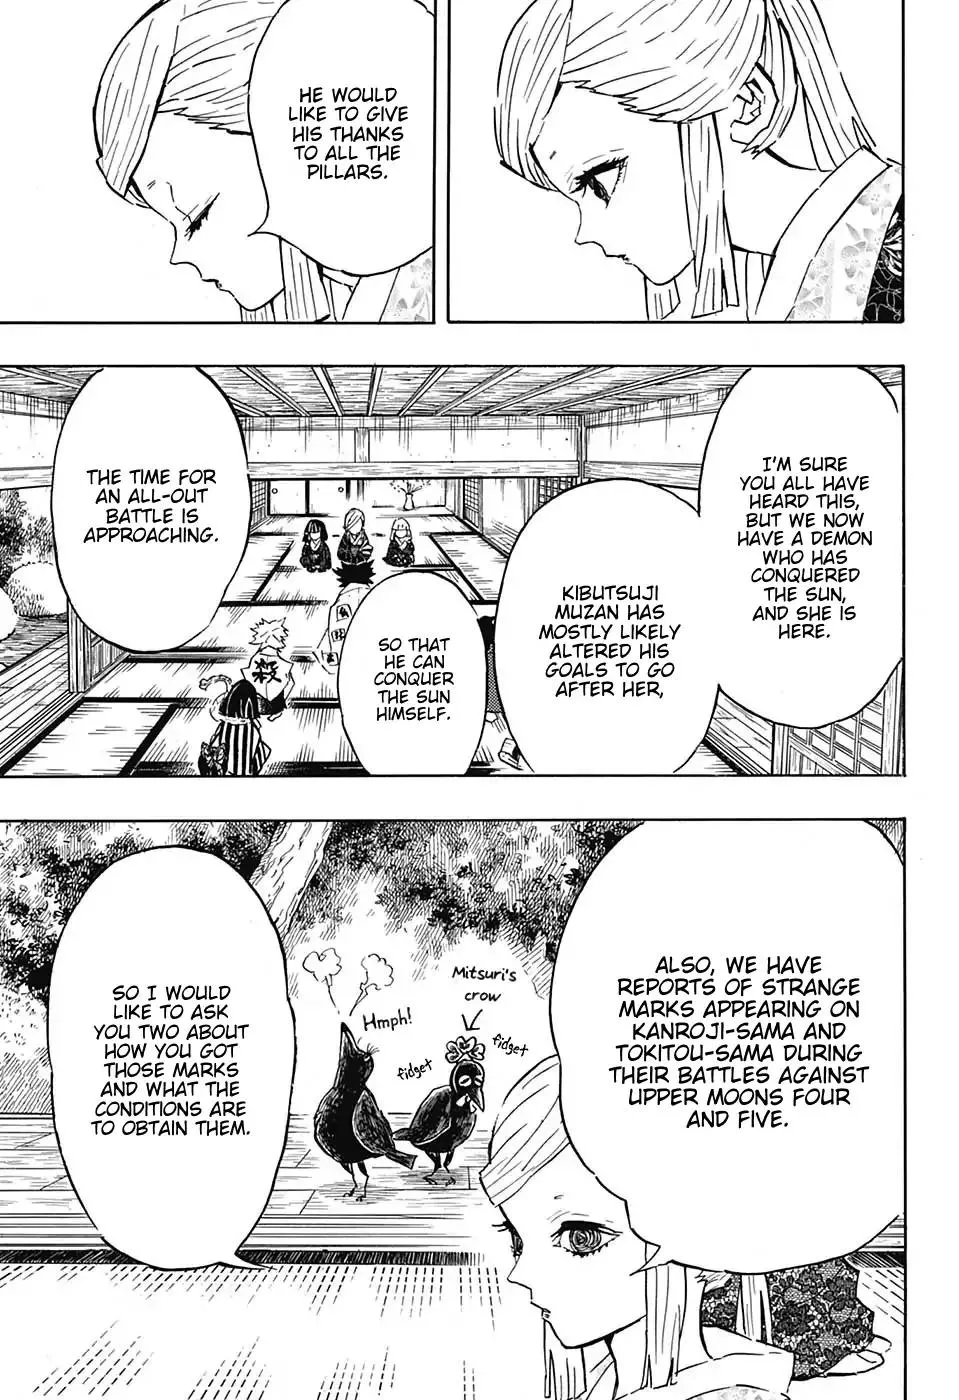 HE WOULD
LIKE TO GIVE
HIS THANKS
TO ALL THE
PILLARS.
I'M SURE
YOU ALL HAVE
HEARD THIS,
BUT WE NOW
HAVE A DEMON
WHO HAS
CONQUERED
THE SUN,
AND SHE IS
HERE.
KIBUTSUJI
MUZAN HAS
MOSTLY LIKELY
ALTERED HIS
GOALS TO GO
AFTER HER,
SO THAT
HE CAN
CONQUER
THE SUN
HIMSELF.
THE TIME FOR
AN ALL-OUT
BATTLE IS
APPROACHING.
殺
ALSO, WE HAVE
REPORTS OF STRANGE
MARKS APPEARING ON
KANROJI-SAMA AND
TOKITOU-SAMA DURING
THEIR BATTLES AGAINST
UPPER MOONS FOUR
AND FIVE.
Mitsuri's
crow
Hmph!
fidget
fidget
SO I WOULD
LIKE TO ASK
YOU TWO ABOUT
HOW YOU GOT
THOSE MARKS
AND WHAT THE
CONDITIONS ARE
TO OBTAIN THEM.